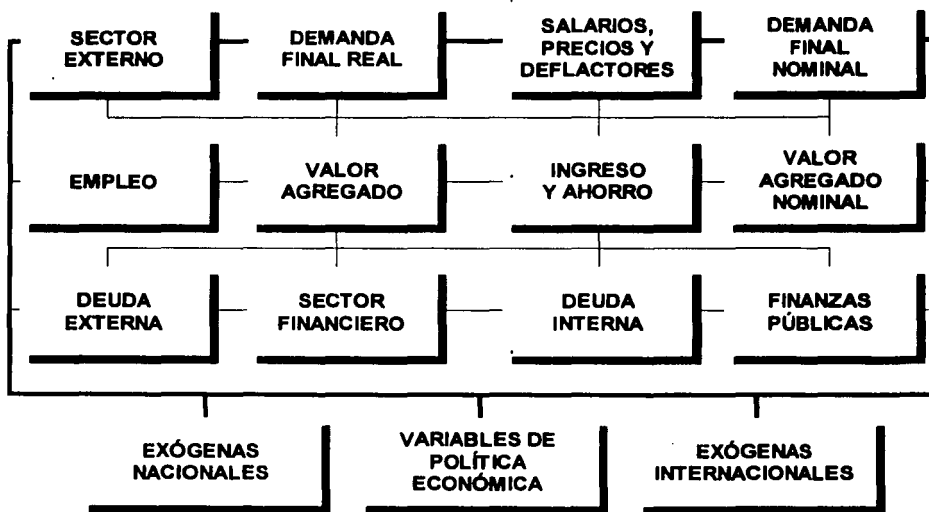 SECTOR
EXTERNO
DEMANDA
FINAL REAL
SALARIOS,
PRECIOS Y
DEFLACTORES
DEMANDA
FINAL
NOMINAL
EMPLEO
VALOR
AGREGADO
INGRESO
Y AHORRO
VALOR
AGREGADO
NOMINAL
DEUDA
EXTERNA
SECTOR
FINANCIERO
DEUDA
INTERNA
FINANZAS
PÚBLICAS
EXÓGENAS
NACIONALES
VARIABLES DE
POLÍTICA
ECONÓMICA
EXÓGENAS
INTERNACIONALES